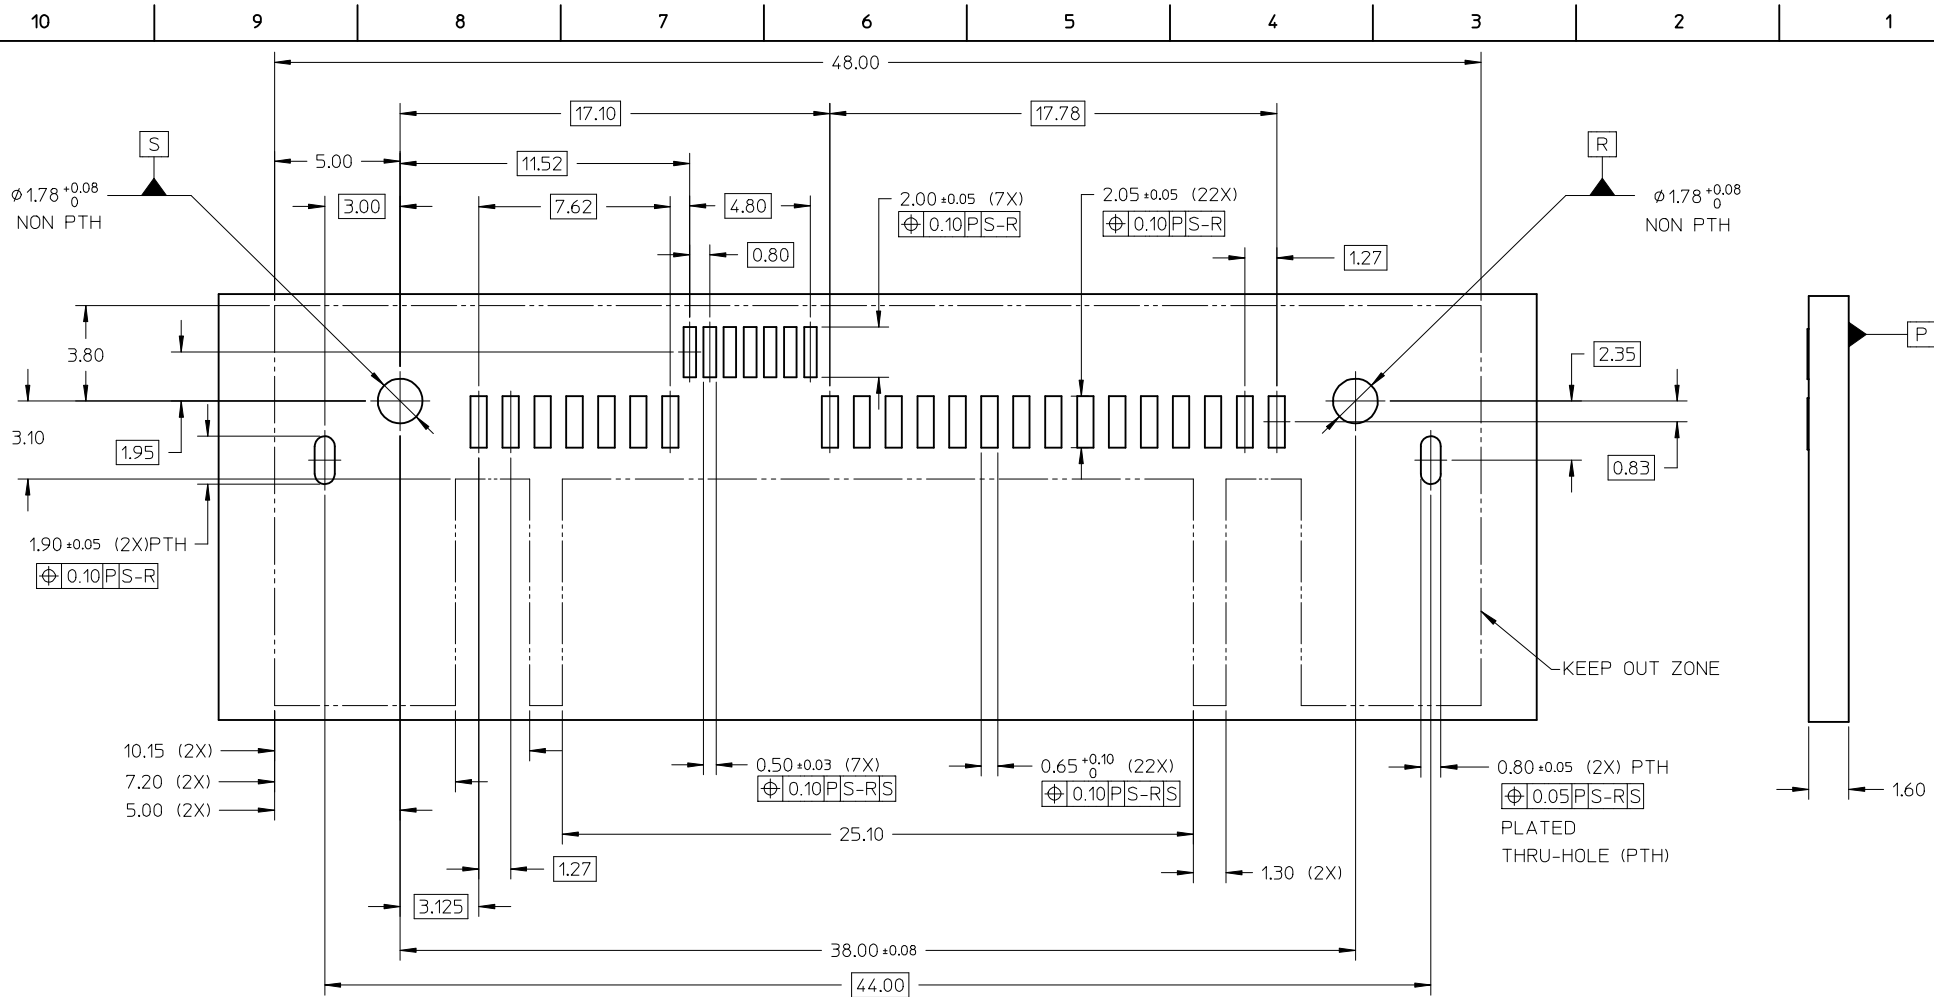 10 9 8 7 6 5 4 3 2 1
48.00
17.10 17.78
S
R
5.00
11.52
⌀1.78 +0.08 0
NON PTH
3.00
7.62
4.80
2.00 ±0.05 (7X)
⌖ 0.10 P S-R
2.05 ±0.05 (22X)
⌖ 0.10 P S-R
⌀1.78 +0.08 0
NON PTH
0.80
1.27
3.80
P
2.35
3.10
1.95
0.83
1.90 ±0.05 (2X)PTH
⌖ 0.10 P S-R
KEEP OUT ZONE
10.15 (2X)
7.20 (2X)
5.00 (2X)
0.50 ±0.03 (7X)
⌖ 0.10 P S-R S
0.65 +0.10 0 (22X)
⌖ 0.10 P S-R S
0.80 ±0.05 (2X) PTH
⌖ 0.05 P S-R S
PLATED
THRU-HOLE (PTH)
1.60
25.10
1.27
1.30 (2X)
3.125
38.00 ±0.08
44.00